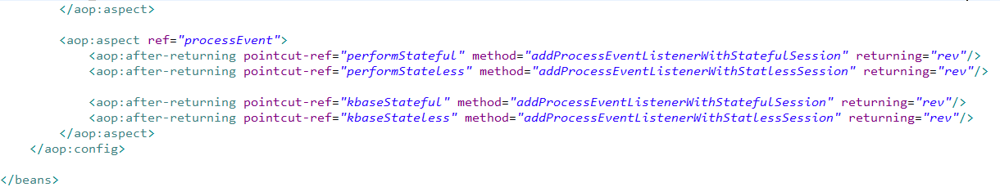 </aop:aspect>
<aop:aspect ref="processEvent">
<aop:after-returning pointcut-ref="performStateful" method="addProcessEventListenerWithStatefulSession" returning="rev"/>
<aop:after-returning pointcut-ref="performStateless" method="addProcessEventListenerWithStatlessSession" returning="rev"/>
<aop:after-returning pointcut-ref="kbaseStateful" method="addProcessEventListenerWithStatefulSession" returning="rev"/>
<aop:after-returning pointcut-ref="kbaseStateless" method="addProcessEventListenerWithStatlessSession" returning="rev"/>
</aop:aspect>
</aop:config>
</beans>